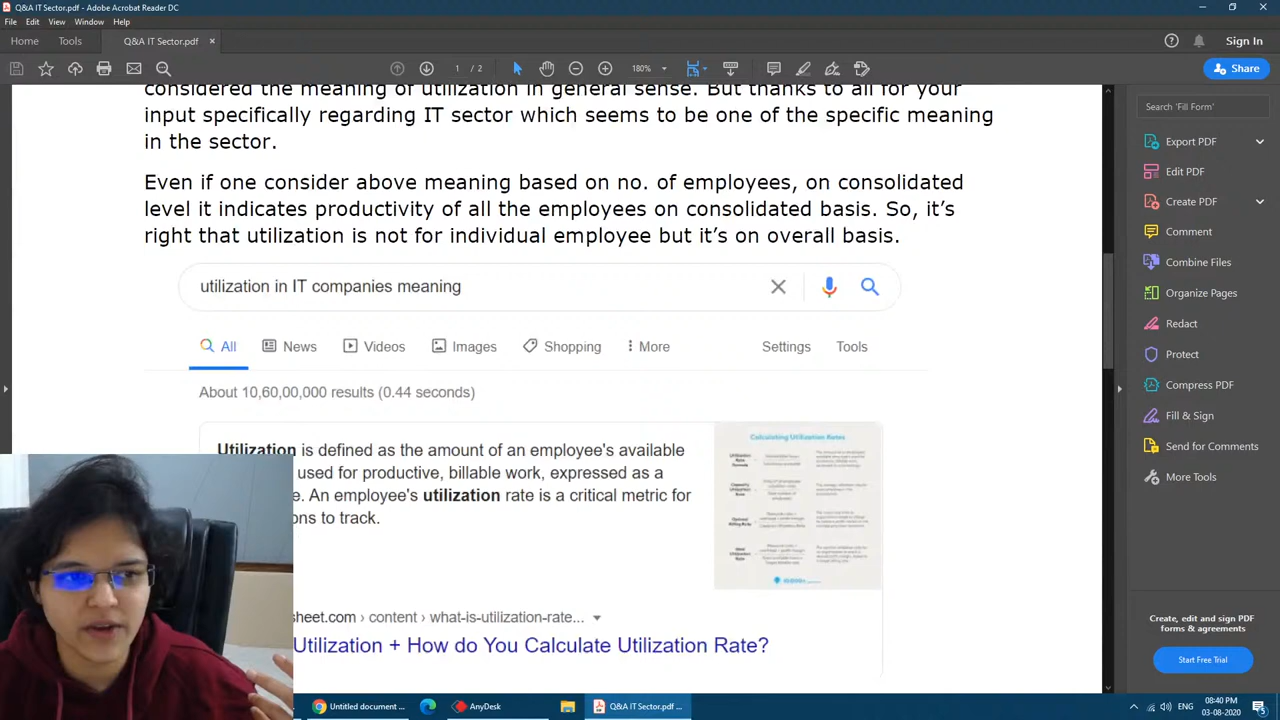 Q&A IT Sector.pdf - Adobe Acrobat Reader DC
File Edit View Window Help
Home Tools Q&A IT Sector.pdf × Sign In
1 / 2 180% Share
considered the meaning of utilization in general sense. But thanks to all for your
input specifically regarding IT sector which seems to be one of the specific meaning
in the sector.
Even if one consider above meaning based on no. of employees, on consolidated
level it indicates productivity of all the employees on consolidated basis. So, it's
right that utilization is not for individual employee but it's on overall basis.
utilization in IT companies meaning
All News Videos Images Shopping More Settings Tools
About 10,60,00,000 results (0.44 seconds)
Utilization is defined as the amount of an employee's available
used for productive, billable work, expressed as a
e. An employee's utilization rate is a critical metric for
ons to track.
Calculating Utilization Rates
sheet.com › content › what-is-utilization-rate...
Utilization + How do You Calculate Utilization Rate?
Search 'Fill Form'
Export PDF
Edit PDF
Create PDF
Comment
Combine Files
Organize Pages
Redact
Protect
Compress PDF
Fill & Sign
Send for Comments
More Tools
Create, edit and sign PDF
forms & agreements
Start Free Trial
Untitled document ... AnyDesk Q&A IT Sector.pdf ... ENG
08:40 PM
03-08-2020